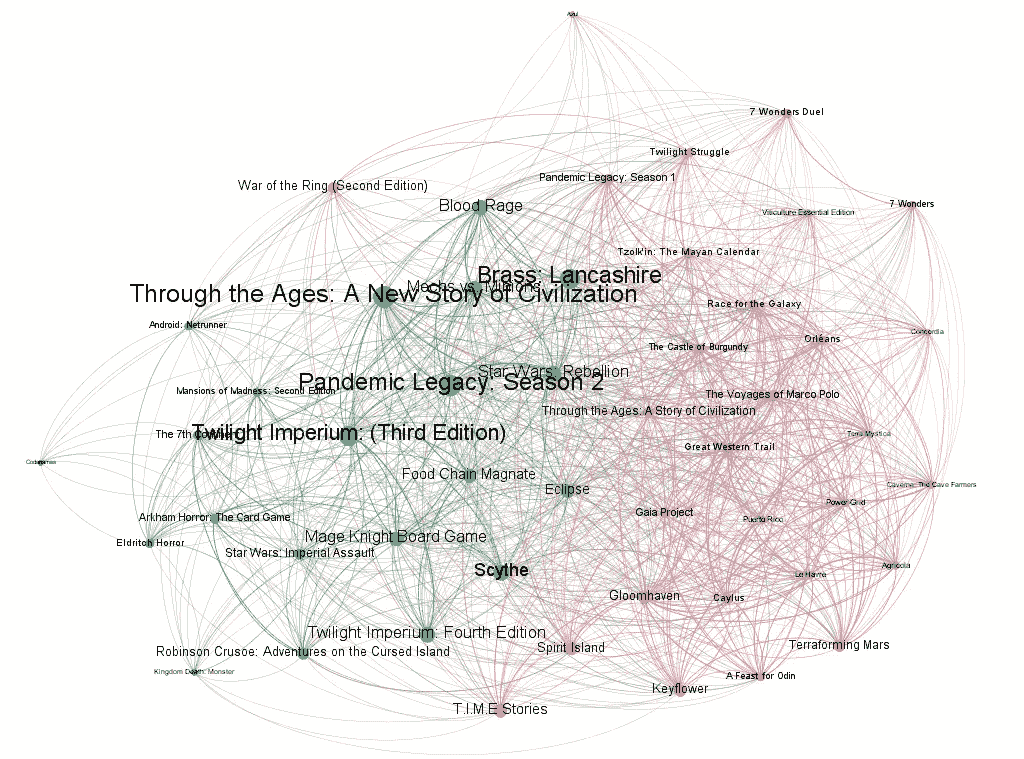 Azul
7 Wonders Duel
Twilight Struggle
Pandemic Legacy: Season 1
War of the Ring (Second Edition)
Blood Rage
7 Wonders
Viticulture Essential Edition
Tzolk'in: The Mayan Calendar
Brass: Lancashire
Mechs vs. Minions
Through the Ages: A New Story of Civilization
Race for the Galaxy
Android: Netrunner
Concordia
Orléans
The Castle of Burgundy
Star Wars: Rebellion
Pandemic Legacy: Season 2
Mansions of Madness: Second Edition
The Voyages of Marco Polo
Through the Ages: A Story of Civilization
Twilight Imperium: (Third Edition)
The 7th Continent
Terra Mystica
Great Western Trail
Codenames
Food Chain Magnate
Eclipse
Caverna: The Cave Farmers
Power Grid
Gaia Project
Puerto Rico
Arkham Horror: The Card Game
Mage Knight Board Game
Eldritch Horror
Star Wars: Imperial Assault
Scythe
Agricola
Le Havre
Gloomhaven
Caylus
Twilight Imperium: Fourth Edition
Spirit Island
Terraforming Mars
Robinson Crusoe: Adventures on the Cursed Island
Kingdom Death: Monster
A Feast for Odin
Keyflower
T.I.M.E Stories